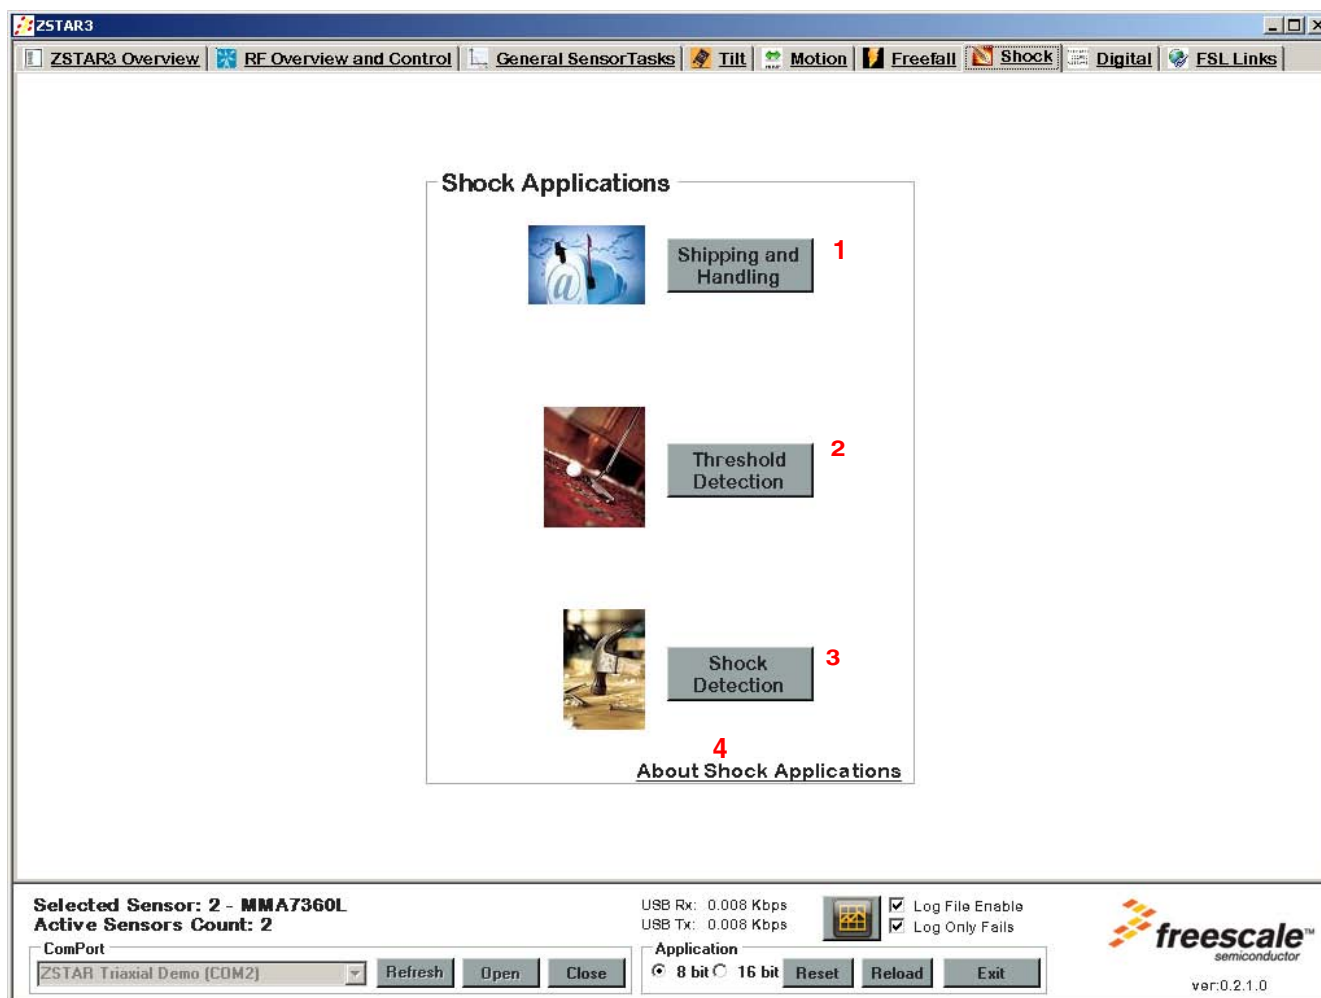 ZSTAR3
ZSTAR3 Overview RF Overview and Control General SensorTasks Tilt Motion Freefall Shock Digital FSL Links
Shock Applications
Shipping and
Handling
1
Threshold
Detection
2
Shock
Detection
3
4
About Shock Applications
Selected Sensor: 2 - MMA7360L
Active Sensors Count: 2
ComPort
ZSTAR Triaxial Demo (COM2)
Refresh Open Close
USB Rx: 0.008 Kbps
USB Tx: 0.008 Kbps
Log File Enable
Log Only Fails
Application
8 bit 16 bit Reset Reload Exit
freescale™
semiconductor
ver:0.2.1.0